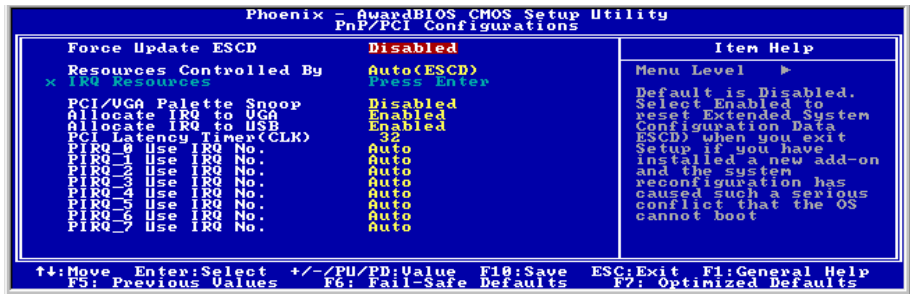 Phoenix - AwardBIOS CMOS Setup Utility
PnP/PCI Configurations
Force Update ESCD Disabled
Resources Controlled By Auto(ESCD)
x IRQ Resources Press Enter
PCI/VGA Palette Snoop Disabled
Allocate IRQ to VGA Enabled
Allocate IRQ to USB Enabled
PCI Latency Timer(CLK) 32
PIRQ_0 Use IRQ No. Auto
PIRQ_1 Use IRQ No. Auto
PIRQ_2 Use IRQ No. Auto
PIRQ_3 Use IRQ No. Auto
PIRQ_4 Use IRQ No. Auto
PIRQ_5 Use IRQ No. Auto
PIRQ_6 Use IRQ No. Auto
PIRQ_7 Use IRQ No. Auto
Item Help
Menu Level ►
Default is Disabled.
Select Enabled to
reset Extended System
Configuration Data
ESCD) when you exit
Setup if you have
installed a new add-on
and the system
reconfiguration has
caused such a serious
conflict that the OS
cannot boot
↑↓:Move Enter:Select +/-/PU/PD:Value F10:Save ESC:Exit F1:General Help
F5: Previous Values F6: Fail-Safe Defaults F7: Optimized Defaults